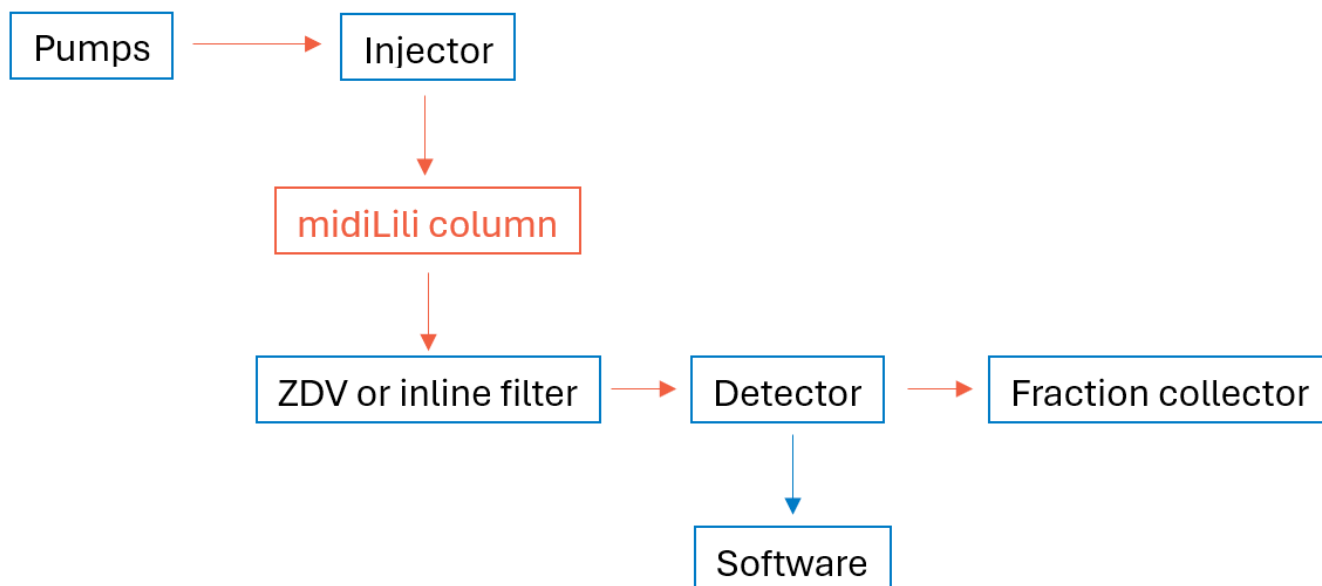 Pumps
Injector
midiLili column
ZDV or inline filter
Detector
Fraction collector
Software